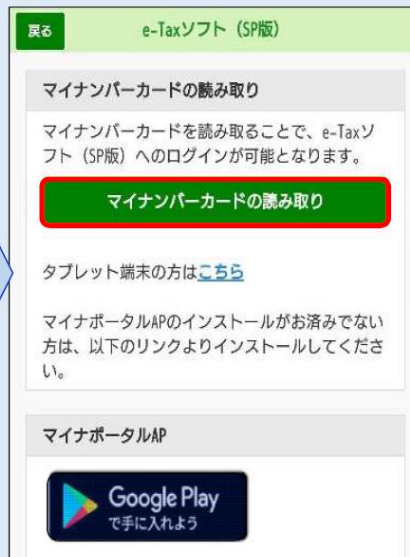 戻る
e-Taxソフト（SP版）
マイナンバーカードの読み取り
マイナンバーカードを読み取ることで、e-Taxソ
フト（SP版）へのログインが可能となります。
マイナンバーカードの読み取り
タブレット端末の方はこちら
マイナポータルAPのインストールがお済みでない
方は、以下のリンクよりインストールしてくださ
い。
マイナポータルAP
Google Play
で手に入れよう